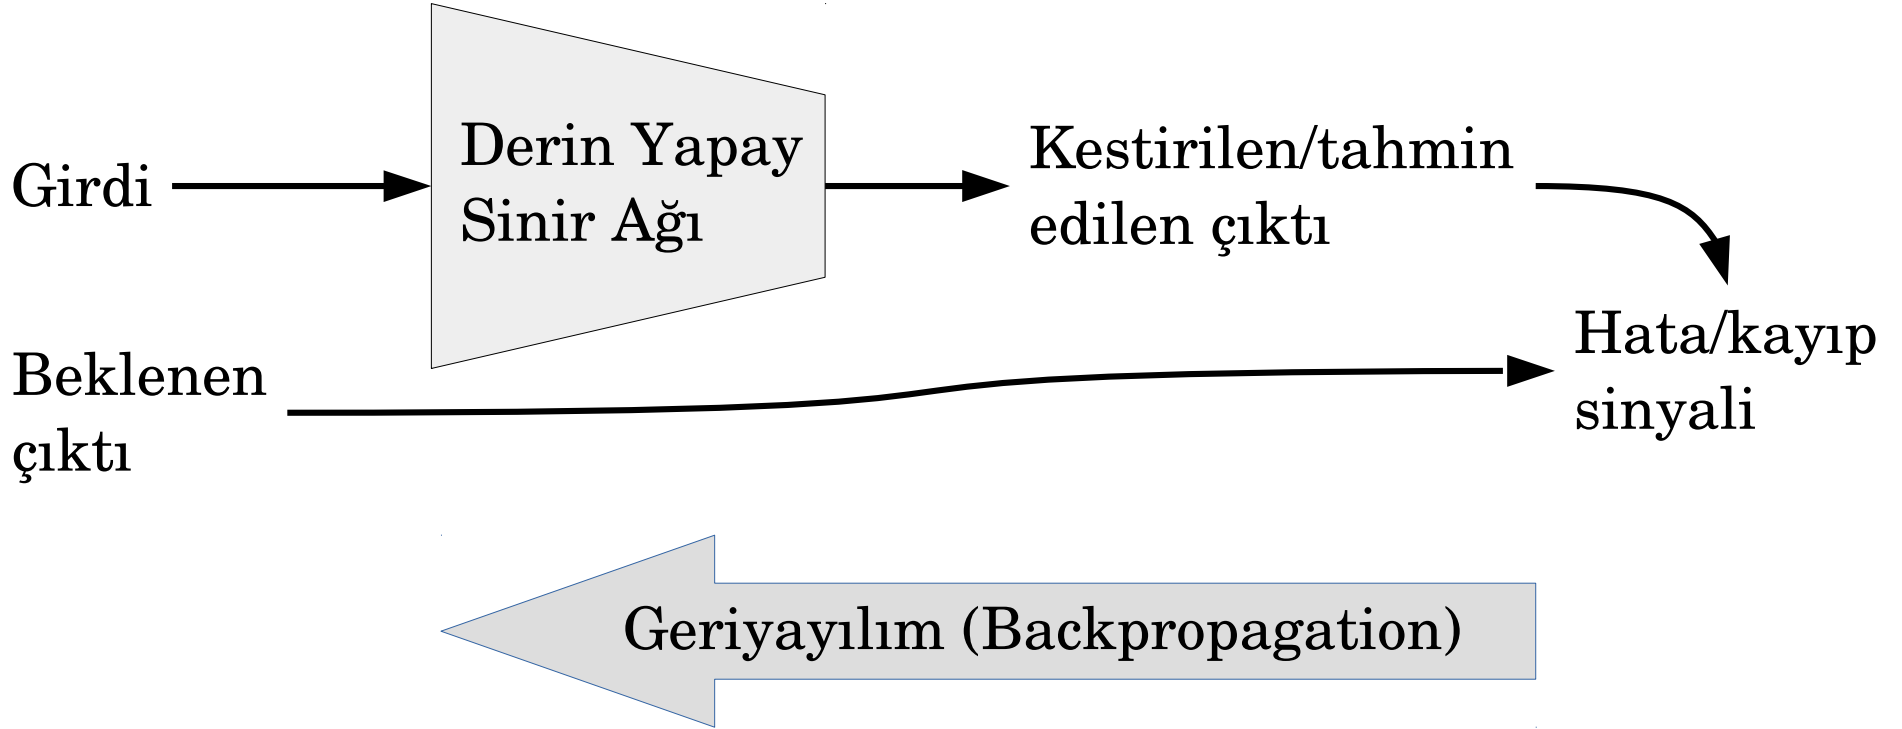 Girdi
Derin Yapay
Sinir Ağı
Kestirilen/tahmin
edilen çıktı
Beklenen
çıktı
Hata/kayıp
sinyali
Geriyayılım (Backpropagation)